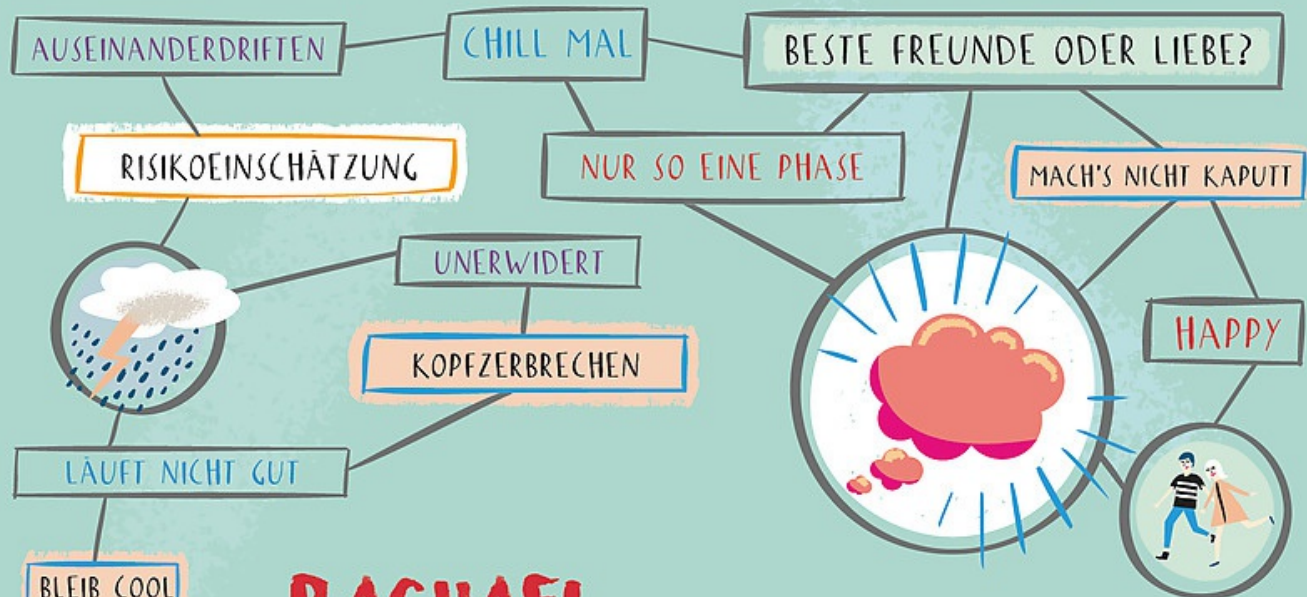 AUSEINANDERDRIFTEN
CHILL MAL
BESTE FREUNDE ODER LIEBE?
RISIKOEINSCHÄTZUNG
NUR SO EINE PHASE
MACH'S NICHT KAPUTT
UNERWIDERT
HAPPY
KOPFZERBRECHEN
LÄUFT NICHT GUT
BLEIB COOL
RACHAEL